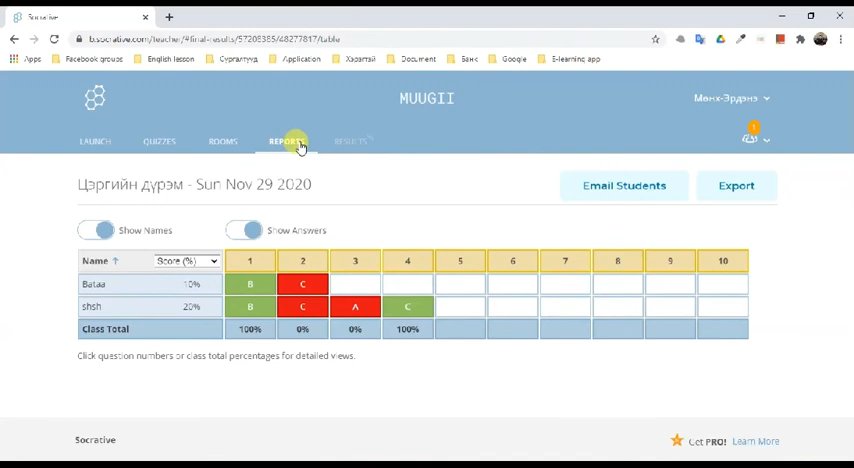 Socrative
b.socrative.com/teacher/#final-results/57208385/48277817/table
Apps Facebook groups English lesson Сургалтууд Application Хэрэгтэй Document Банк Google E-learning app
MUUGII
Мөнх-Эрдэнэ
1
LAUNCH QUIZZES ROOMS REPORTS RESULTS
Цэргийн дүрэм - Sun Nov 29 2020
Email Students Export
Show Names Show Answers
Name ↑ Score (%) 1 2 3 4 5 6 7 8 9 10
Bataa 10% B C
shsh 20% B C A C
Class Total 100% 0% 0% 100%
Click question numbers or class total percentages for detailed views.
Socrative Get PRO! Learn More